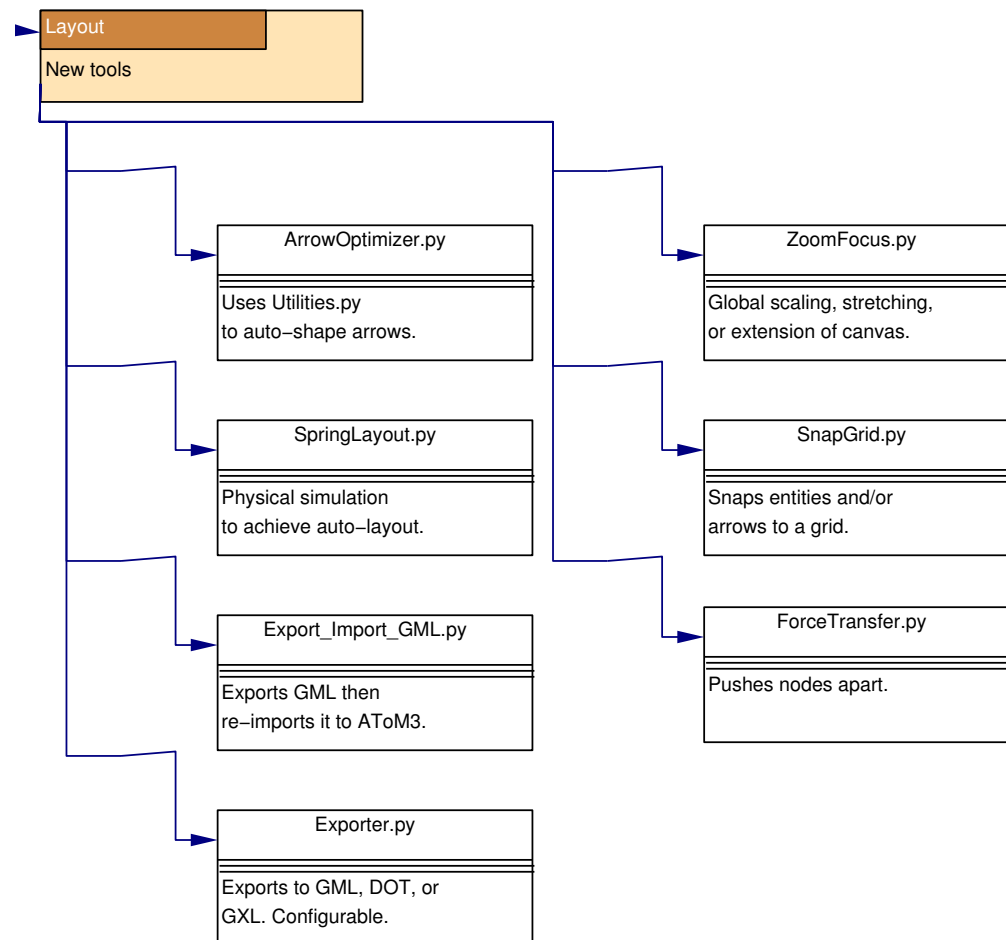 Layout
New tools
ArrowOptimizer.py
Uses Utilities.py
to auto−shape arrows.
SpringLayout.py
Physical simulation
to achieve auto−layout.
Export_Import_GML.py
Exports GML then
re−imports it to AToM3.
Exporter.py
Exports to GML, DOT, or
GXL. Configurable.
ZoomFocus.py
Global scaling, stretching,
or extension of canvas.
SnapGrid.py
Snaps entities and/or
arrows to a grid.
ForceTransfer.py
Pushes nodes apart.